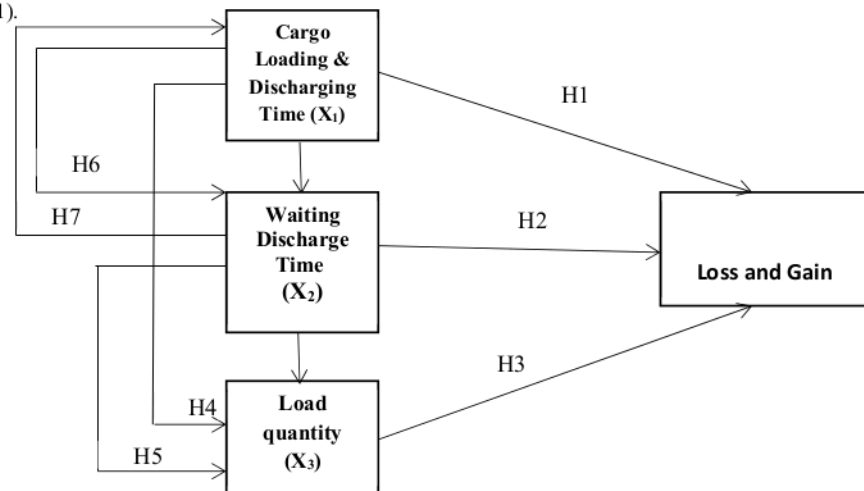 1).
Cargo
Loading &
Discharging
Time (X₁)
H1
H6
H7
Waiting
Discharge
Time
(X₂)
H2
Loss and Gain
H3
H4
H5
Load
quantity
(X₃)